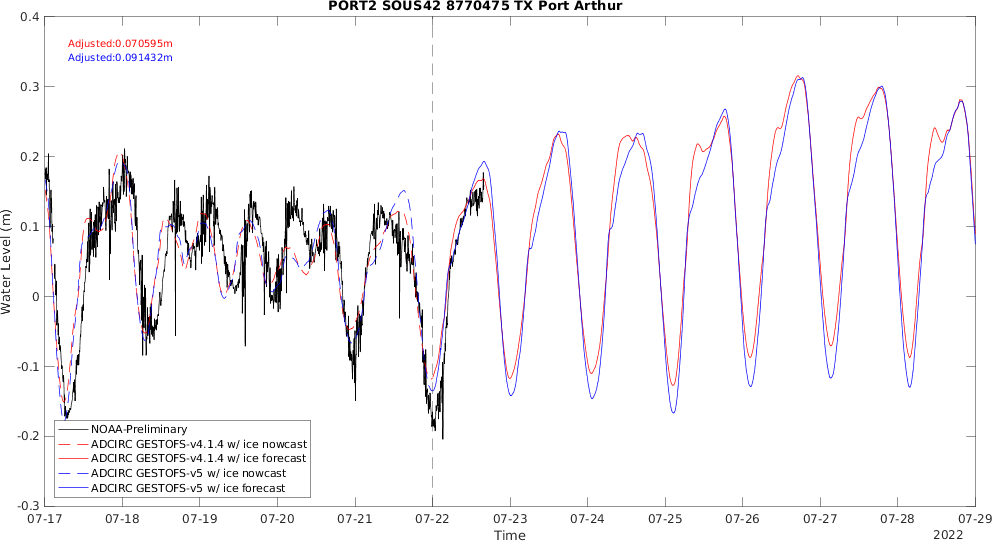 PORT2 SOUS42 8770475 TX Port Arthur
Adjusted:0.070595m
Adjusted:0.091432m
0.4
0.3
0.2
0.1
0
-0.1
-0.2
-0.3
Water Level (m)
NOAA-Preliminary
ADCIRC GESTOFS-v4.1.4 w/ ice nowcast
ADCIRC GESTOFS-v4.1.4 w/ ice forecast
ADCIRC GESTOFS-v5 w/ ice nowcast
ADCIRC GESTOFS-v5 w/ ice forecast
07-17 07-18 07-19 07-20 07-21 07-22 07-23 07-24 07-25 07-26 07-27 07-28 07-29
Time
2022